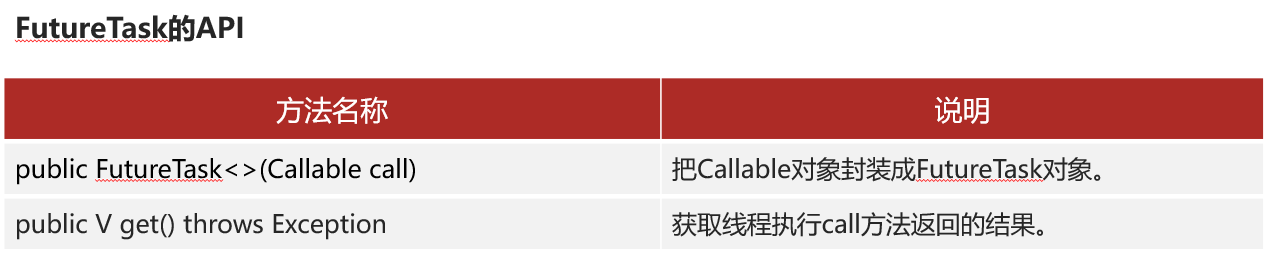 FutureTask的API
方法名称 说明
public FutureTask<>(Callable call) 把Callable对象封装成FutureTask对象。
public V get() throws Exception 获取线程执行call方法返回的结果。